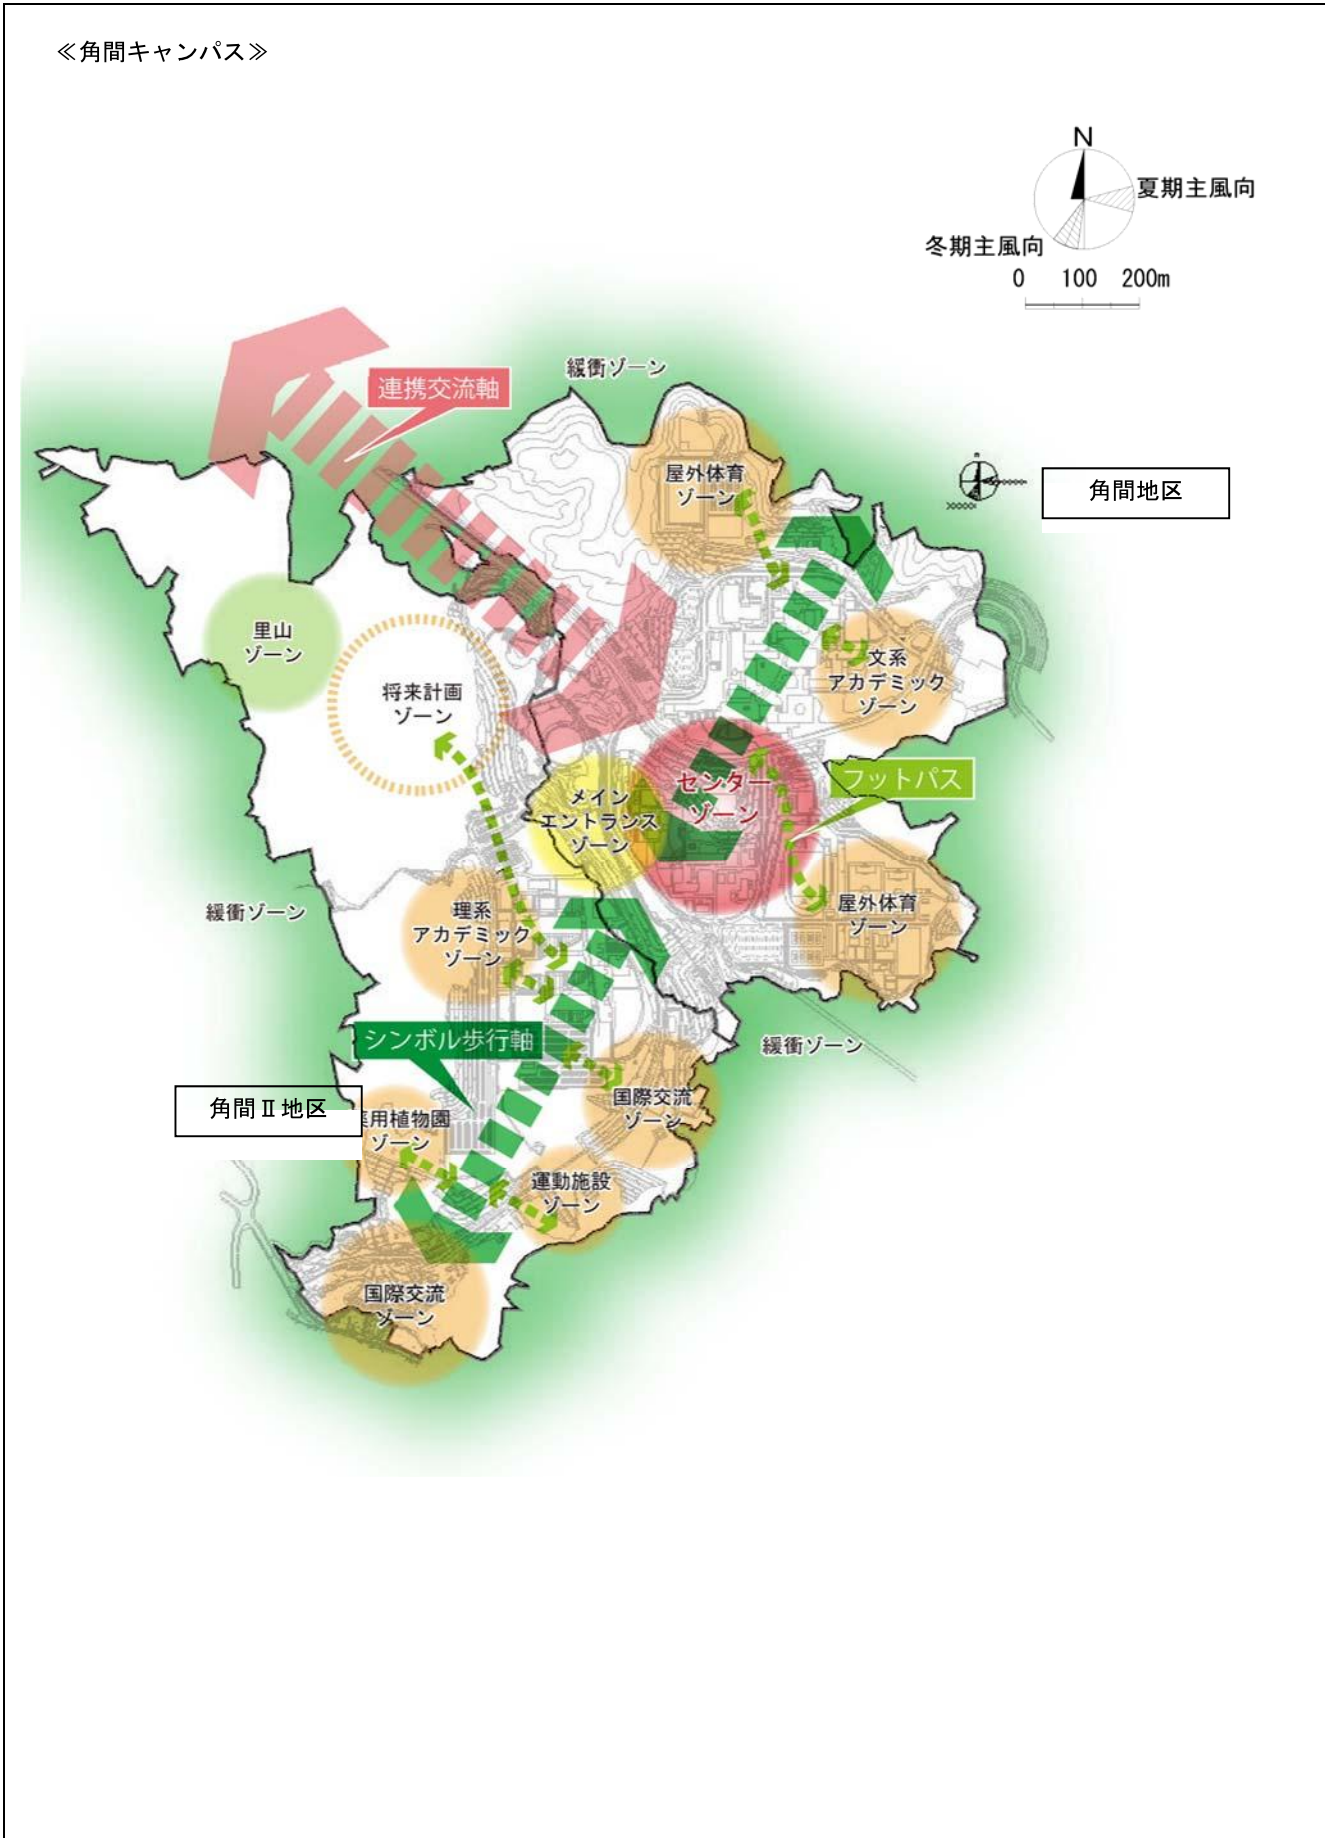 ≪角間キャンパス≫
N
夏期主風向
冬期主風向
0 100 200m
緩衝ゾーン
連携交流軸
屋外体育
ゾーン
角間地区
里山
ゾーン
文系
アカデミック
ゾーン
将来計画
ゾーン
センター
ゾーン
フットパス
メイン
エントランス
ゾーン
緩衝ゾーン
理系
アカデミック
ゾーン
屋外体育
ゾーン
シンボル歩行軸
緩衝ゾーン
角間Ⅱ地区
国際交流
ゾーン
用植物園
ゾーン
運動施設
ゾーン
国際交流
ゾーン